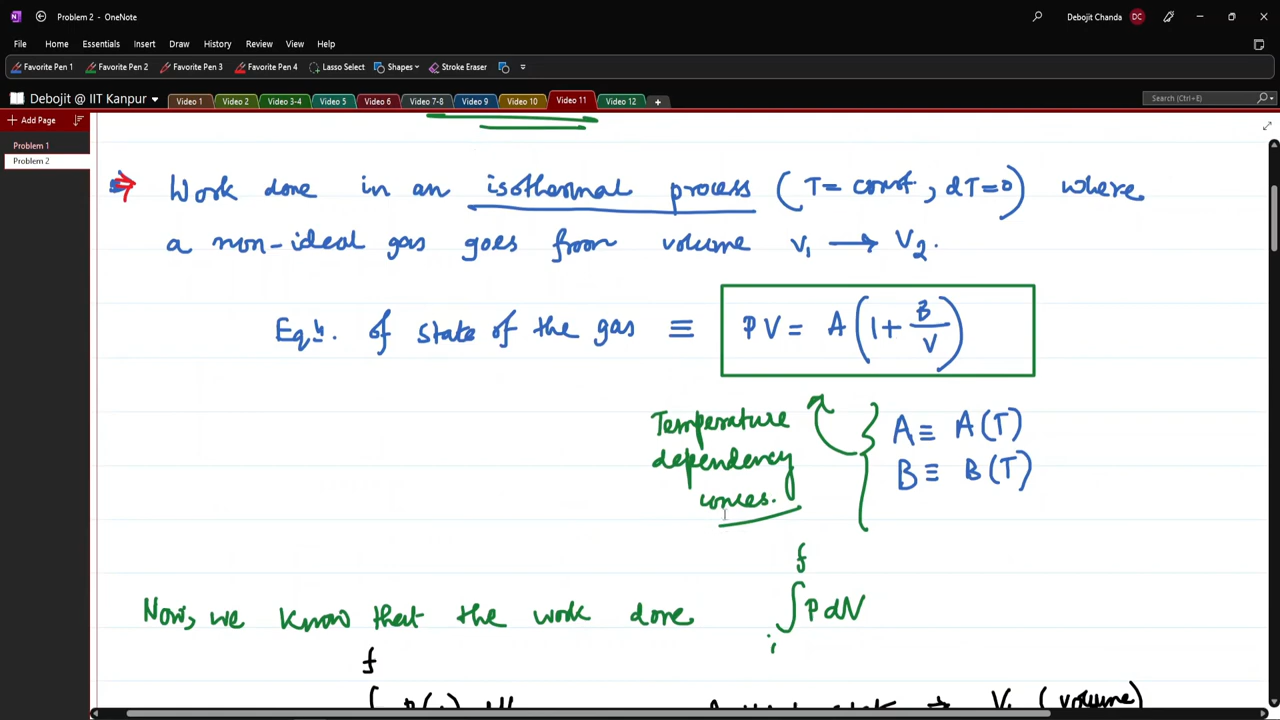 Problem 2 - OneNote
Debojit Chanda DC
File Home Essentials Insert Draw History Review View Help
Favorite Pen 1 Favorite Pen 2 Favorite Pen 3 Favorite Pen 4 Lasso Select Shapes Stroke Eraser
Debojit @ IIT Kanpur Video 1 Video 2 Video 3-4 Video 5 Video 6 Video 7-8 Video 9 Video 10 Video 11 Video 12 Search (Ctrl+E)
Add Page
Problem 1
Problem 2
⇒ Work done in an isothermal process (T = const, dT=0) where
a non-ideal gas goes from volume V₁ → V₂.
Eqⁿ. of state of the gas ≡ PV = A(1 + B/V)
Temperature
dependency
comes.
A ≡ A(T)
B ≡ B(T)
Now, we know that the work done ∫ᵢᶠ PdV
f
V₁ (volume)